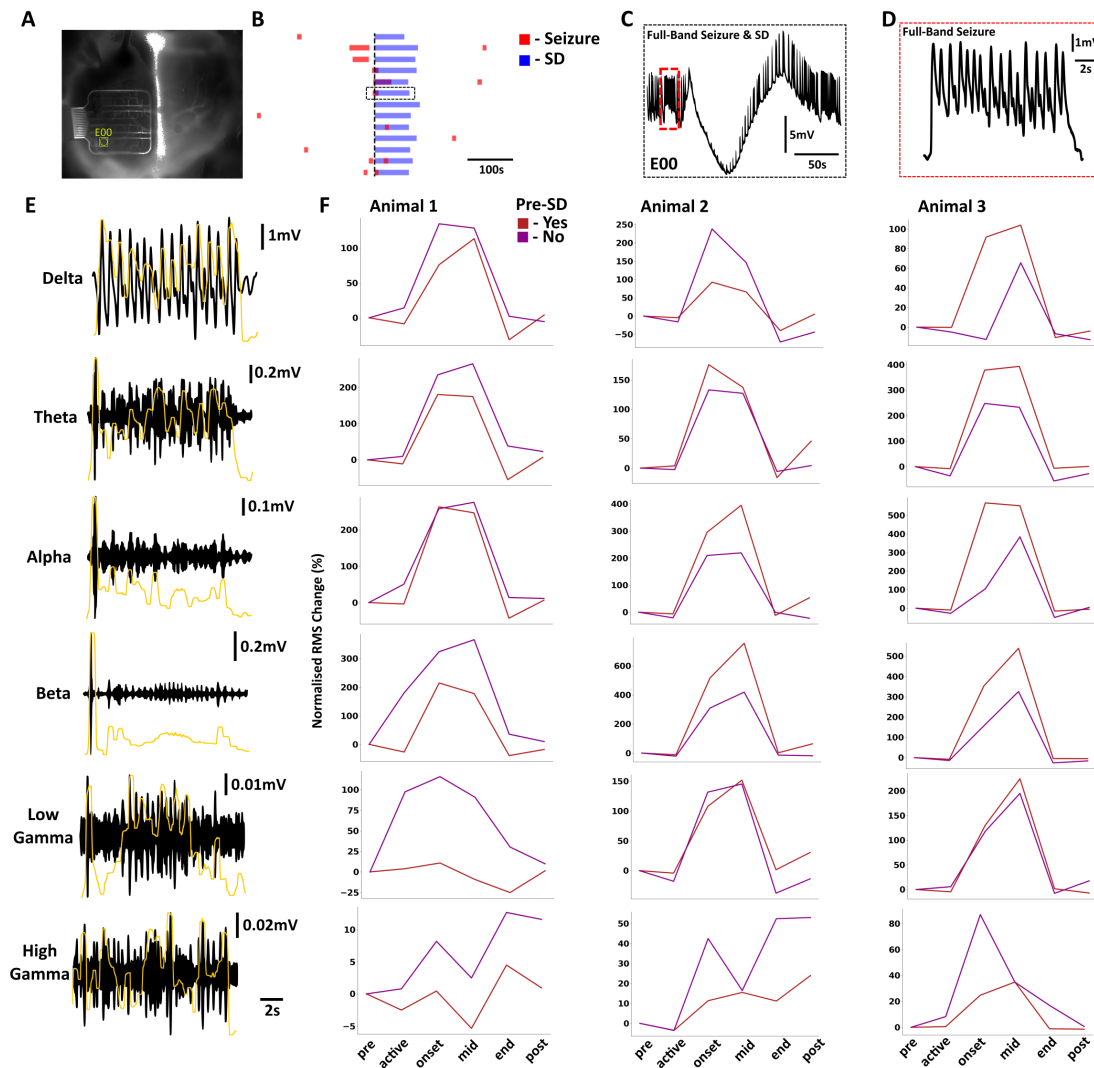 A
B
C
D
E00
- Seizure
- SD
100s
Full-Band Seizure & SD
E00
5mV
50s
Full-Band Seizure
1mV
2s
E
F
Delta
1mV
Theta
0.2mV
Alpha
0.1mV
Beta
0.2mV
Low
Gamma
0.01mV
High
Gamma
0.02mV
2s
Animal 1
Pre-SD
- Yes
- No
Animal 2
Animal 3
Normalised RMS Change (%)
100
50
0
250
200
150
100
50
0
−50
100
80
60
40
20
0
200
100
0
150
100
50
0
400
300
200
100
0
200
100
0
400
300
200
100
0
500
400
300
200
100
0
300
200
100
0
600
400
200
0
500
400
300
200
100
0
100
75
50
25
0
−25
150
100
50
0
200
150
100
50
0
10
5
0
−5
50
40
30
20
10
0
80
60
40
20
0
pre
active
onset
mid
end
post
pre
active
onset
mid
end
post
pre
active
onset
mid
end
post